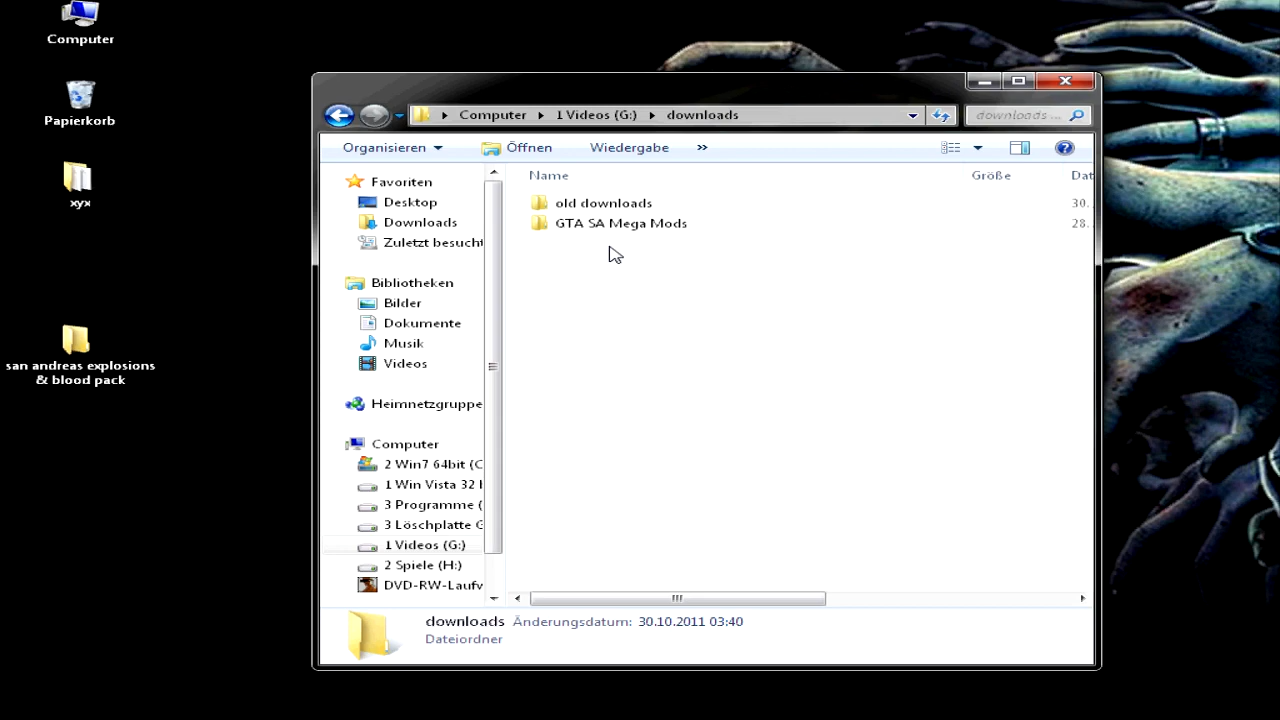 Computer
Papierkorb
xyx
san andreas explosions
& blood pack
Computer 1 Videos (G:) downloads
downloads ...
Organisieren Öffnen Wiedergabe »
Name Größe Dat
Favoriten
Desktop
Downloads
Zuletzt besucht
Bibliotheken
Bilder
Dokumente
Musik
Videos
Heimnetzgruppe
Computer
2 Win7 64bit (C
1 Win Vista 32
3 Programme (
3 Löschplatte G
1 Videos (G:)
2 Spiele (H:)
DVD-RW-Laufw
old downloads 30.
GTA SA Mega Mods 28.
downloads Änderungsdatum: 30.10.2011 03:40
Dateiordner